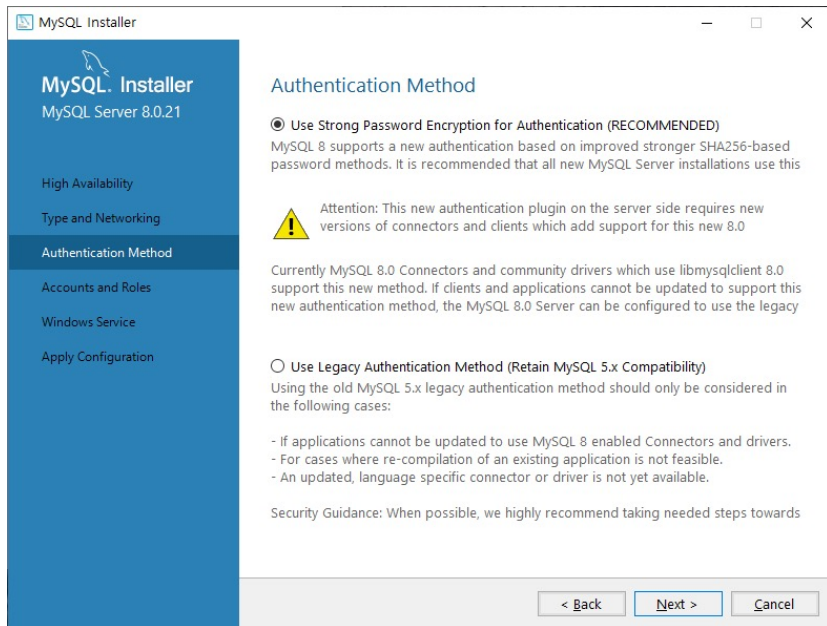 MySQL Installer
MySQL. Installer
MySQL Server 8.0.21
High Availability
Type and Networking
Authentication Method
Accounts and Roles
Windows Service
Apply Configuration
Authentication Method
Use Strong Password Encryption for Authentication (RECOMMENDED)
MySQL 8 supports a new authentication based on improved stronger SHA256-based
password methods. It is recommended that all new MySQL Server installations use this
Attention: This new authentication plugin on the server side requires new
versions of connectors and clients which add support for this new 8.0
Currently MySQL 8.0 Connectors and community drivers which use libmysqlclient 8.0
support this new method. If clients and applications cannot be updated to support this
new authentication method, the MySQL 8.0 Server can be configured to use the legacy
Use Legacy Authentication Method (Retain MySQL 5.x Compatibility)
Using the old MySQL 5.x legacy authentication method should only be considered in
the following cases:
- If applications cannot be updated to use MySQL 8 enabled Connectors and drivers.
- For cases where re-compilation of an existing application is not feasible.
- An updated, language specific connector or driver is not yet available.
Security Guidance: When possible, we highly recommend taking needed steps towards
< Back
Next >
Cancel